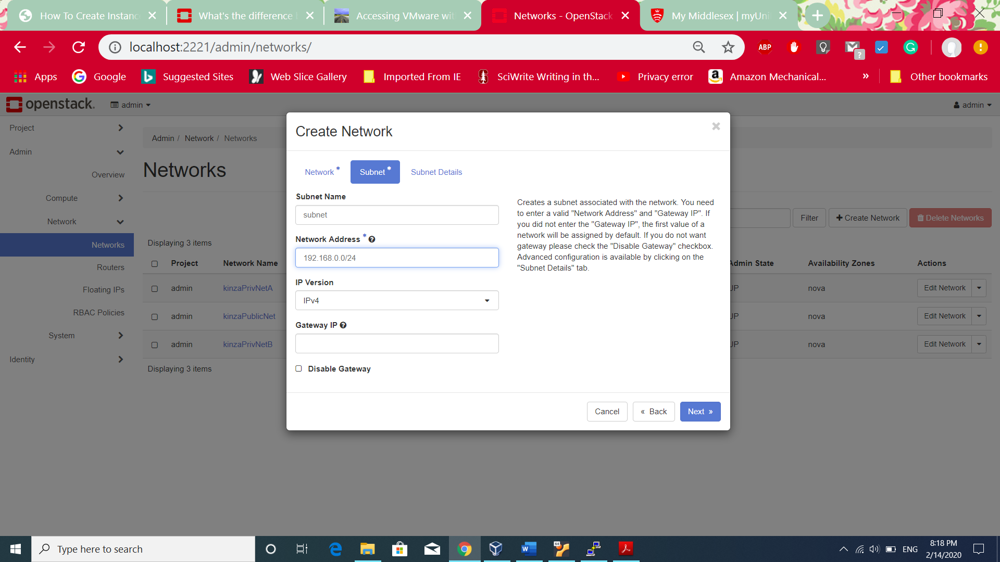 How To Create Instanc
What's the difference
Accessing VMware wit
Networks - OpenStack
My Middlesex | myUni
localhost:2221/admin/networks/
ABP
?
Apps
Google
Suggested Sites
Web Slice Gallery
Imported From IE
SciWrite Writing in th...
Privacy error
Amazon Mechanical...
»
Other bookmarks
openstack.
admin
admin
Project
Admin
Overview
Compute
Network
Networks
Routers
Floating IPs
RBAC Policies
System
Identity
Admin / Network / Networks
Networks
Filter
+ Create Network
Delete Networks
Displaying 3 items
Project Network Name Admin State Availability Zones Actions
admin kinzaPrivNetA UP nova Edit Network
admin kinzaPublicNet UP nova Edit Network
admin kinzaPrivNetB UP nova Edit Network
Displaying 3 items
Create Network
×
Network *
Subnet *
Subnet Details
Subnet Name
subnet
Network Address * ?
192.168.0.0/24
IP Version
IPv4
Gateway IP ?
Disable Gateway
Creates a subnet associated with the network. You need
to enter a valid "Network Address" and "Gateway IP". If
you did not enter the "Gateway IP", the first value of a
network will be assigned by default. If you do not want
gateway please check the "Disable Gateway" checkbox.
Advanced configuration is available by clicking on the
"Subnet Details" tab.
Cancel
« Back
Next »
Type here to search
64
ENG
8:18 PM
2/14/2020